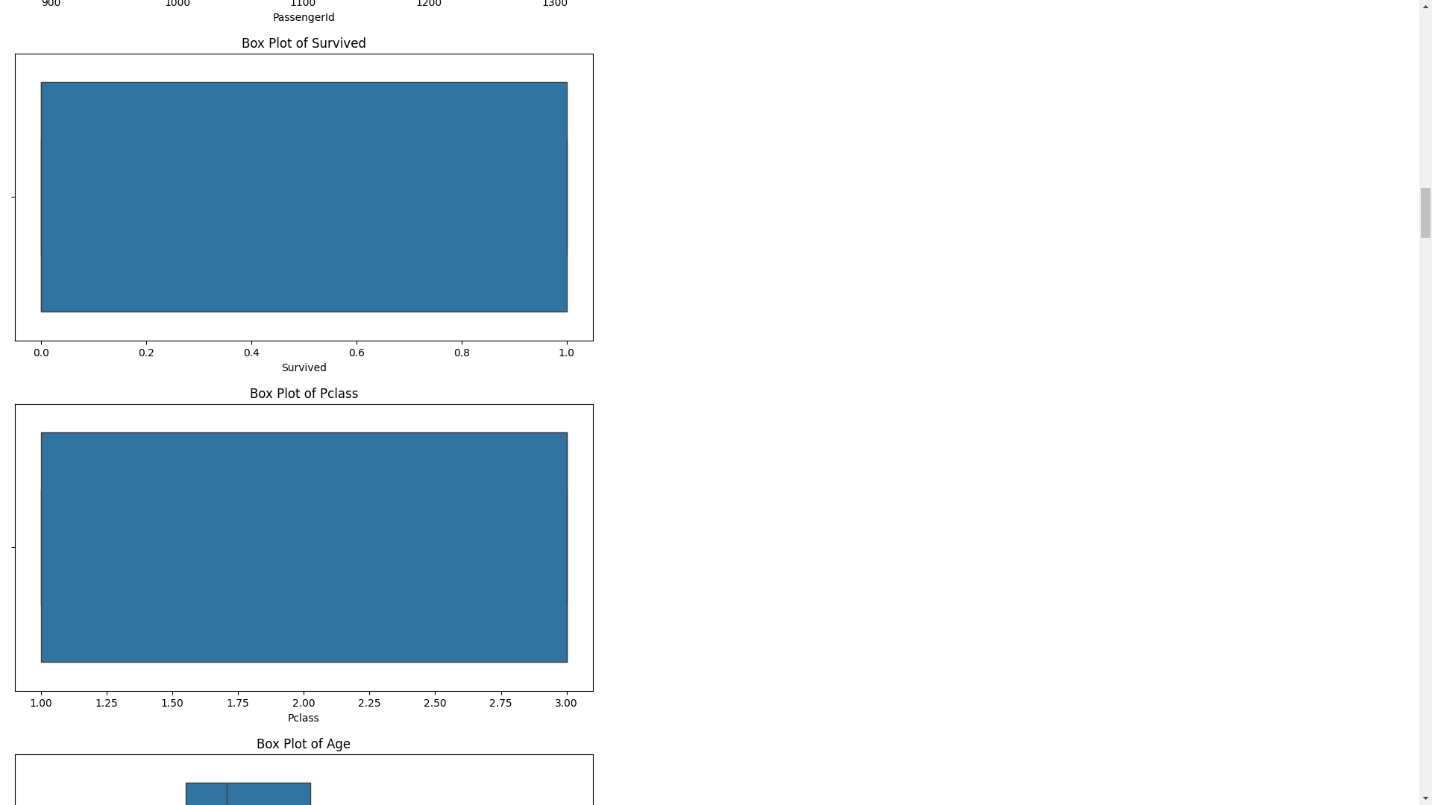 900 1000 1100 1200 1300
PassengerId
Box Plot of Survived
0.0 0.2 0.4 0.6 0.8 1.0
Survived
Box Plot of Pclass
1.00 1.25 1.50 1.75 2.00 2.25 2.50 2.75 3.00
Pclass
Box Plot of Age